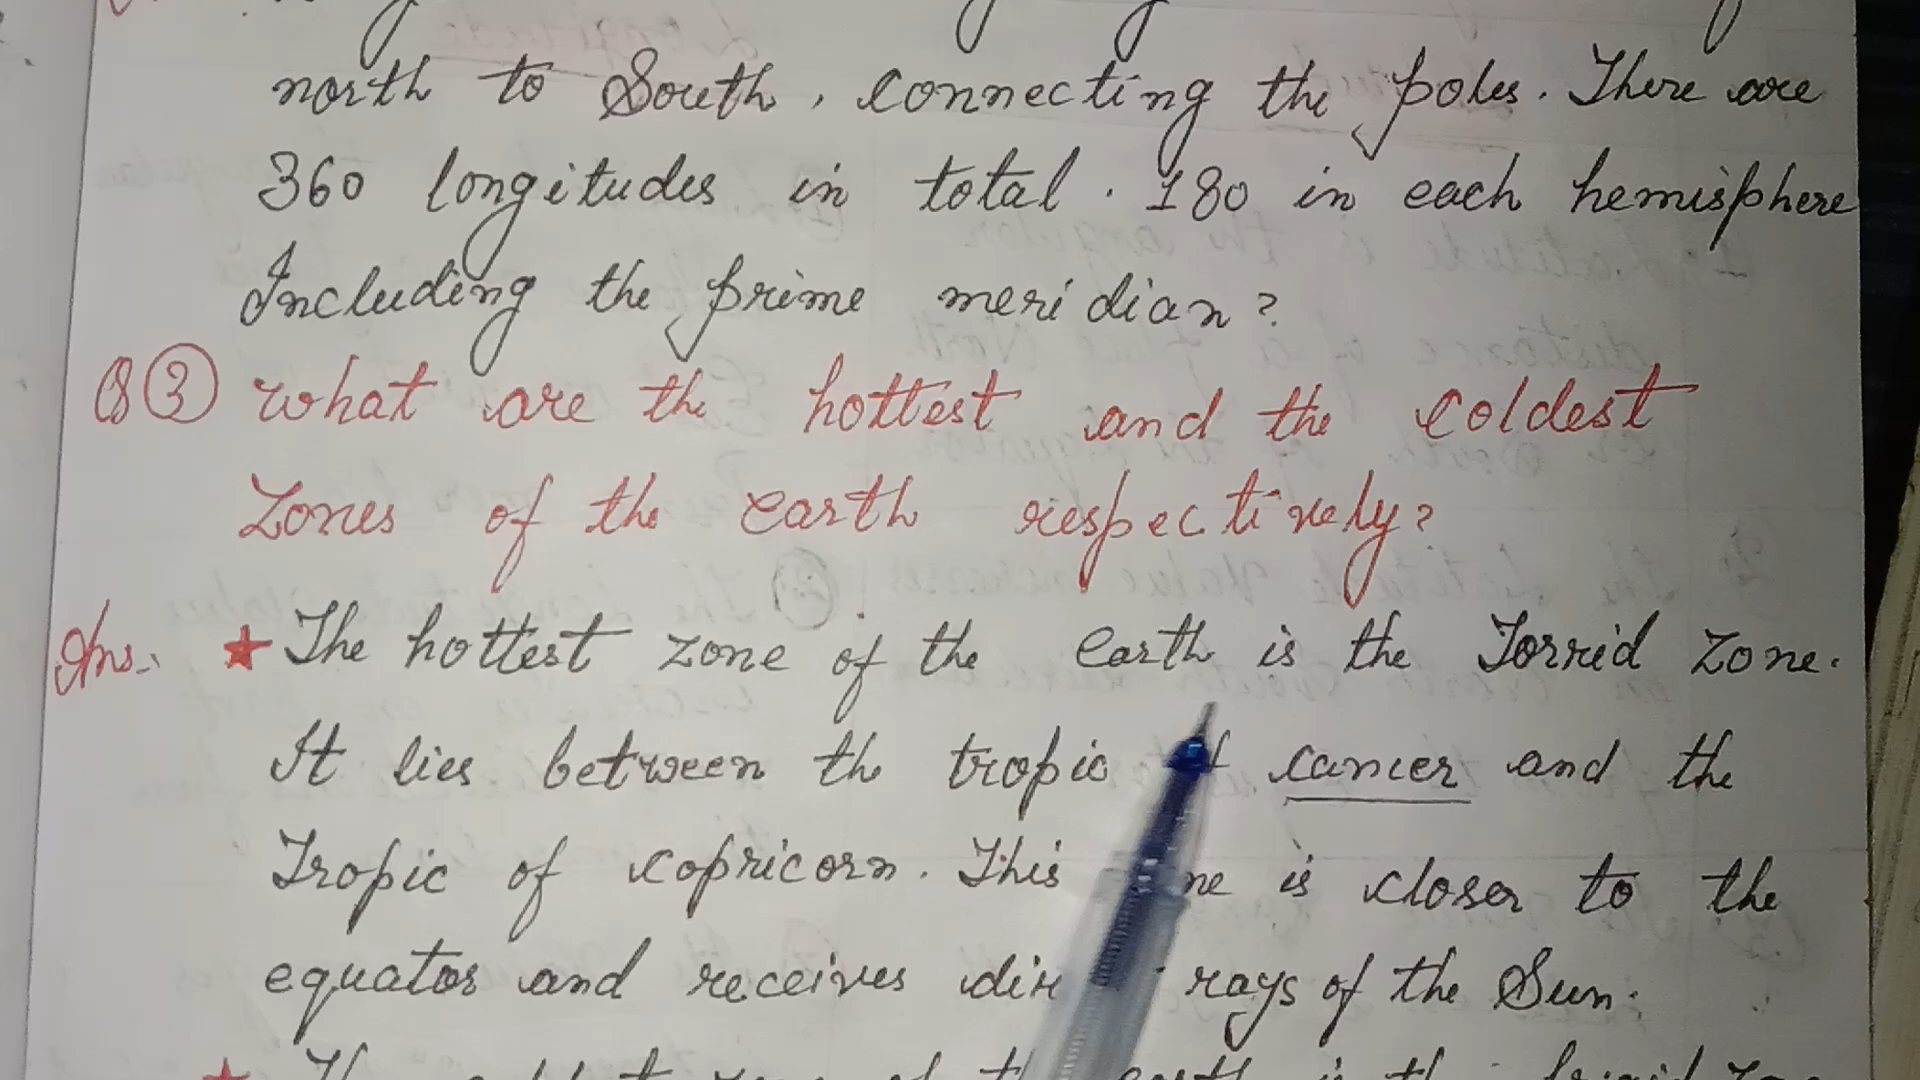 north to South, connecting the poles. There are
360 longitudes in total. 180 in each hemisphere
Including the prime meridian?
Q ③ what are the hottest and the coldest
Zones of the earth respectively?
Ans. ★ The hottest zone of the earth is the Torrid zone.
It lies between the tropic cancer and the
Tropic of copricorn. This is closer to the
equator and receives rays of the Sun.